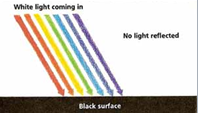 White light coming in
No light reflected
Black surface